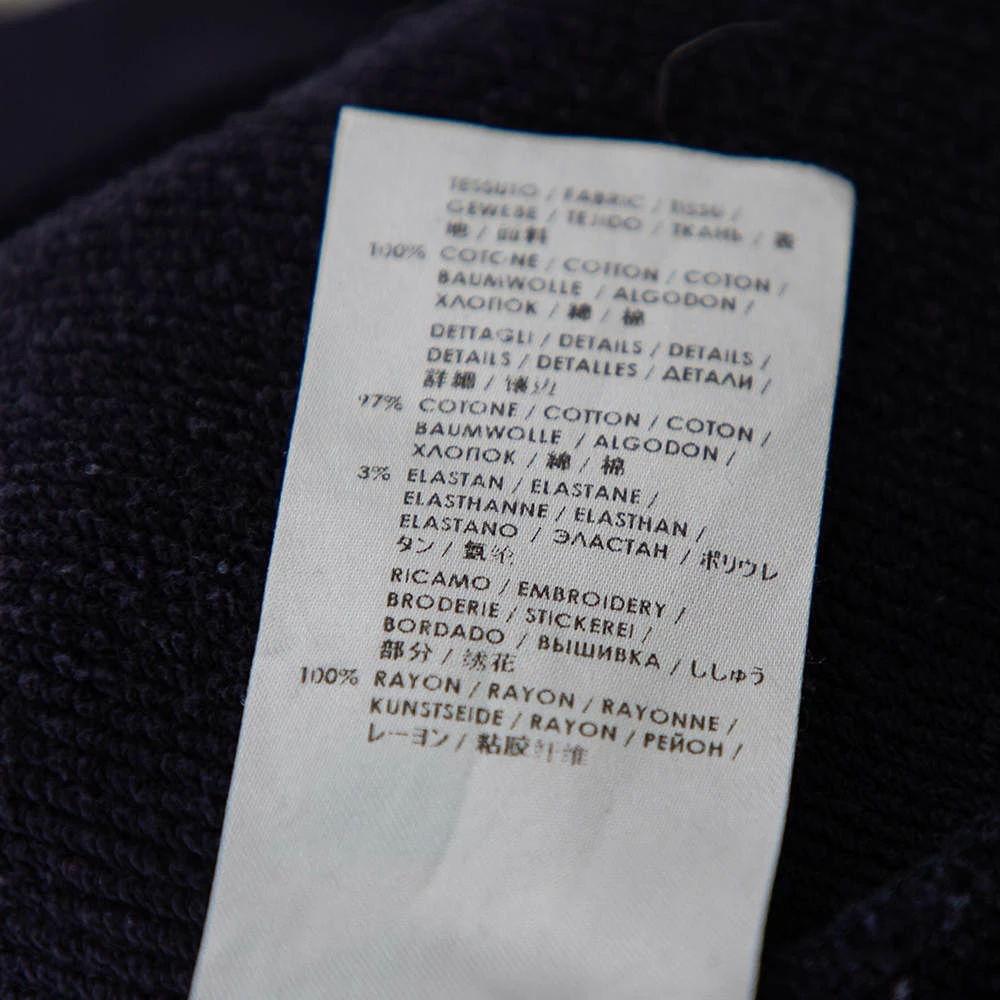 TESSUTO / FABRIC / TISSU /
GEWEBE / TEJIDO / ТКАНЬ / 表
地 / 面料
100% COTONE / COTTON / COTON /
BAUMWOLLE / ALGODON /
ХЛОПОК / 綿 / 棉
DETTAGLI / DETAILS / DETAILS /
DETAILS / DETALLES / ДЕТАЛИ /
詳細 / 镶边
97% COTONE / COTTON / COTON /
BAUMWOLLE / ALGODON /
ХЛОПОК / 綿 / 棉
3% ELASTAN / ELASTANE /
ELASTHANNE / ELASTHAN /
ELASTANO / ЭЛАСТАН / ポリウレ
タン / 氨纶
RICAMO / EMBROIDERY /
BRODERIE / STICKEREI /
BORDADO / ВЫШИВКА / ししゅう
部分 / 绣花
100% RAYON / RAYON / RAYONNE /
KUNSTSEIDE / RAYON / РЕЙОН /
レーヨン / 粘胶纤维